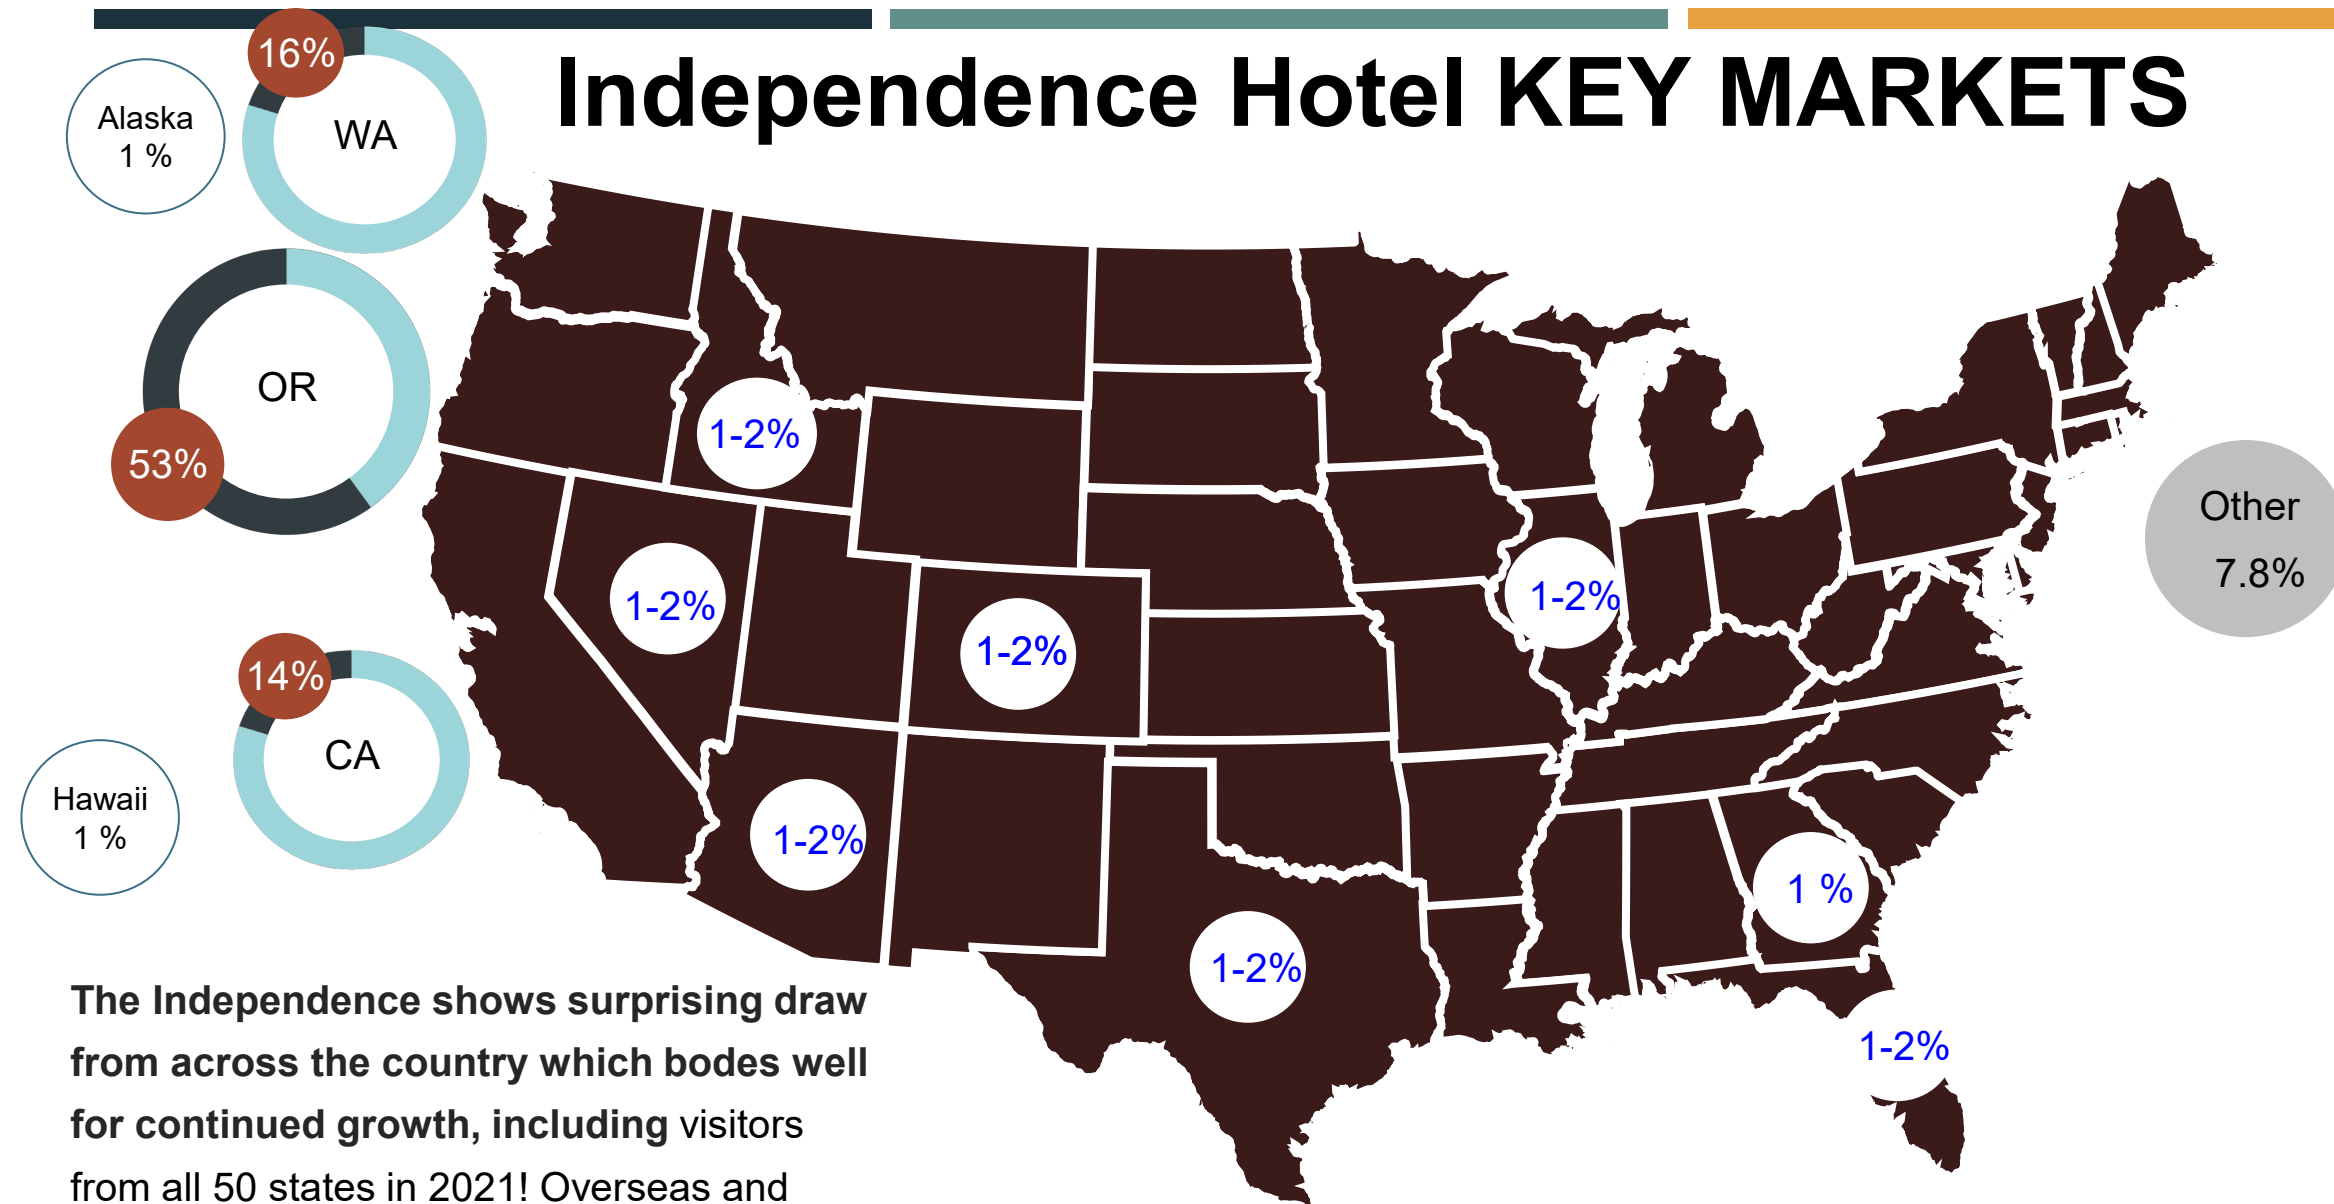 Independence Hotel KEY MARKETS
16%
WA
Alaska
1 %
OR
53%
14%
CA
Hawaii
1 %
1-2%
1-2%
1-2%
1-2%
1-2%
1-2%
1 %
1-2%
Other
7.8%
The Independence shows surprising draw
from across the country which bodes well
for continued growth, including visitors
from all 50 states in 2021! Overseas and